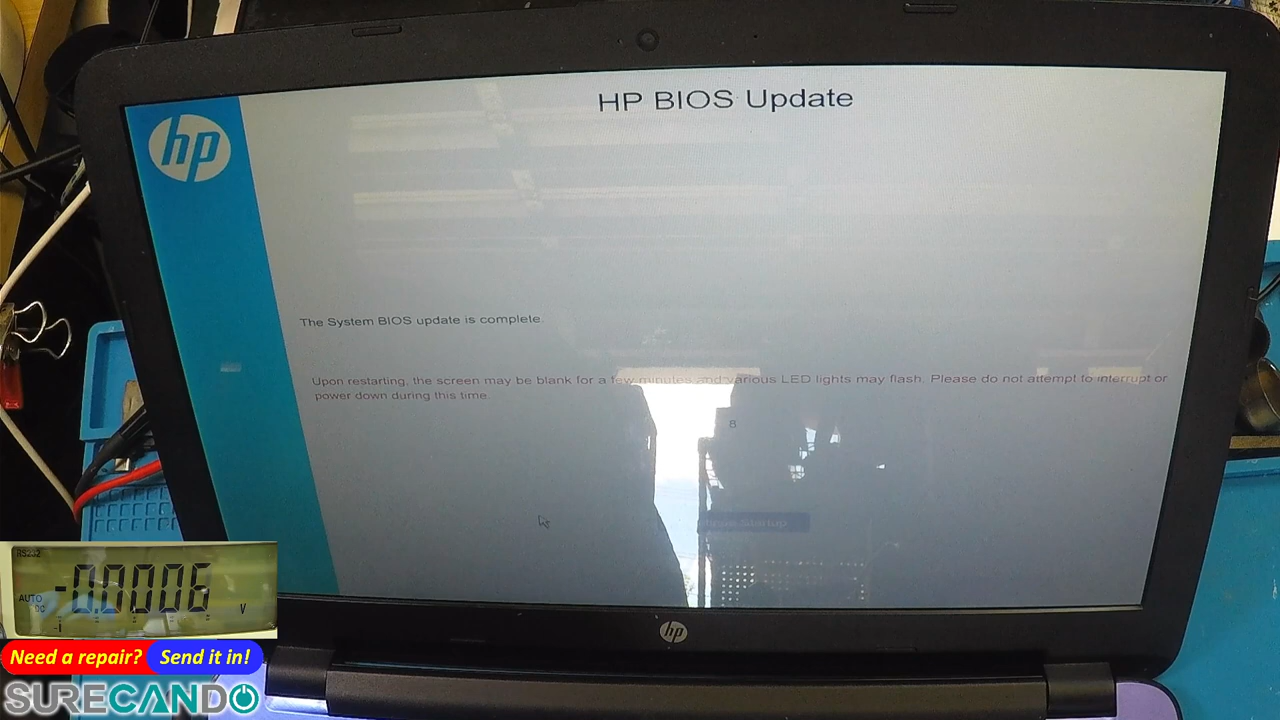 HP BIOS Update
hp
The System BIOS update is complete.
Upon restarting, the screen may be blank for a few minutes and various LED lights may flash. Please do not attempt to interrupt or
power down during this time.
8
Startup
hp
RS232
AUTO
DC
-0.0006
V
Need a repair? Send it in!
SURECANDO